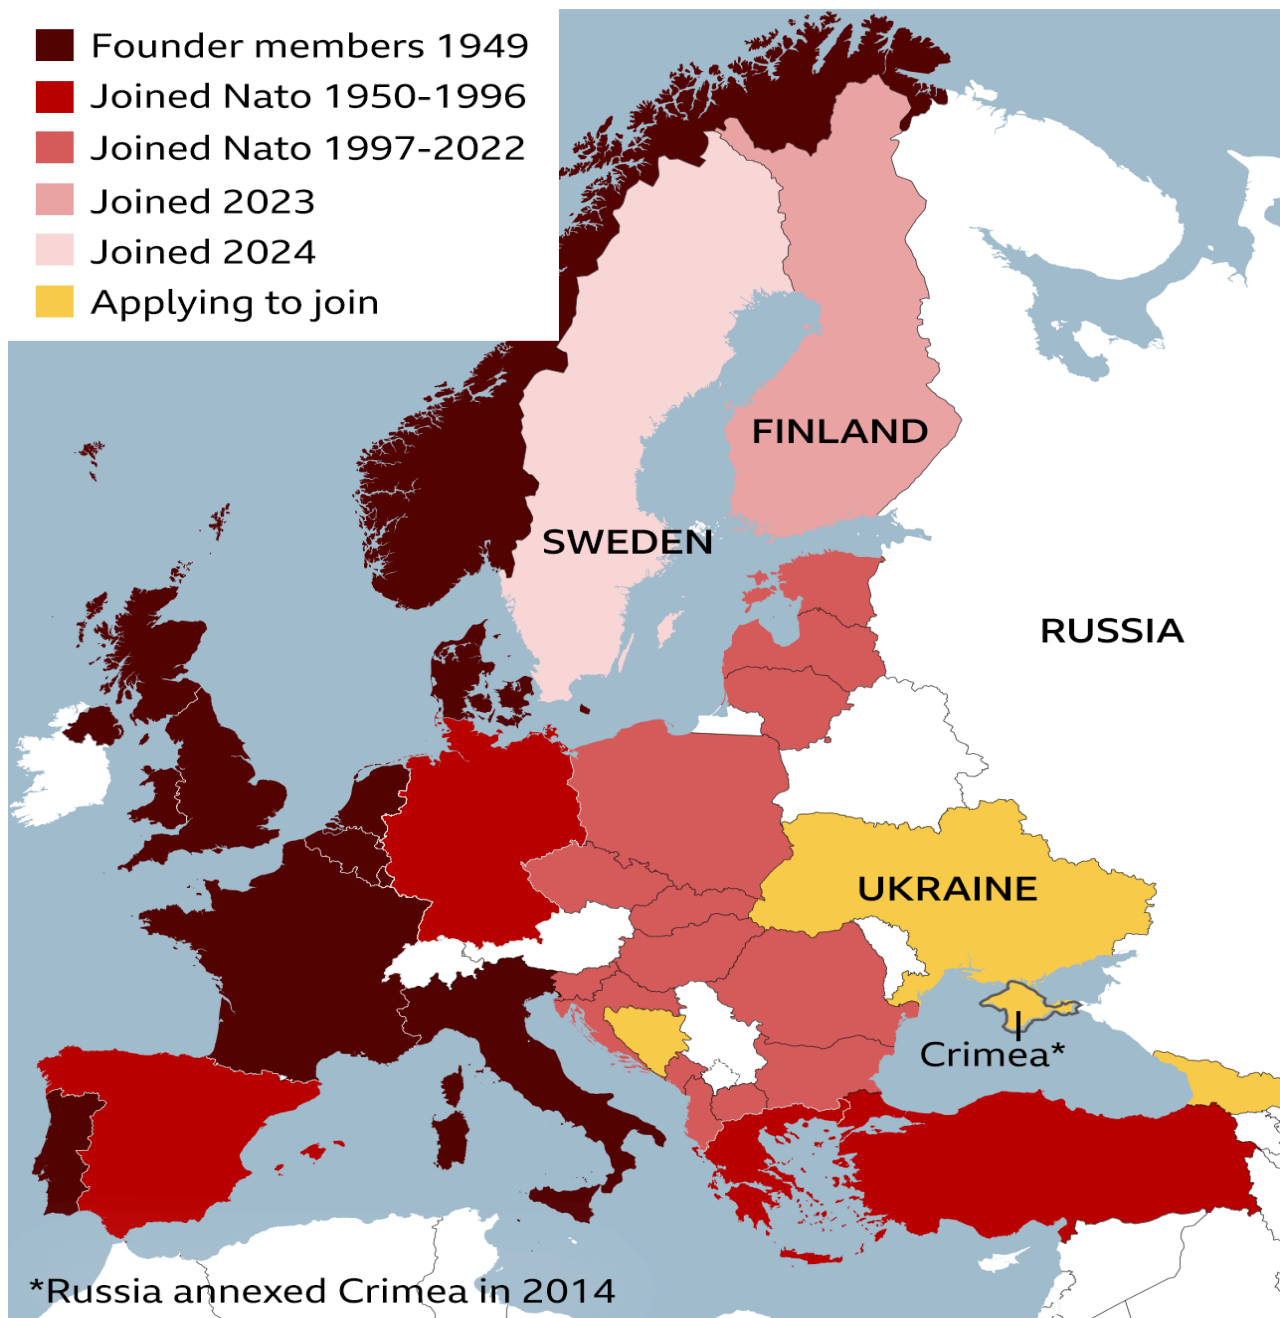 Founder members 1949
Joined Nato 1950-1996
Joined Nato 1997-2022
Joined 2023
Joined 2024
Applying to join
FINLAND
SWEDEN
RUSSIA
UKRAINE
Crimea*
*Russia annexed Crimea in 2014